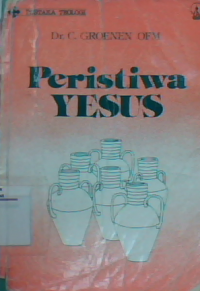 PUSTAKA TEOLOGI
Dr. C. GROENEN OFM
Peristiwa
YESUS